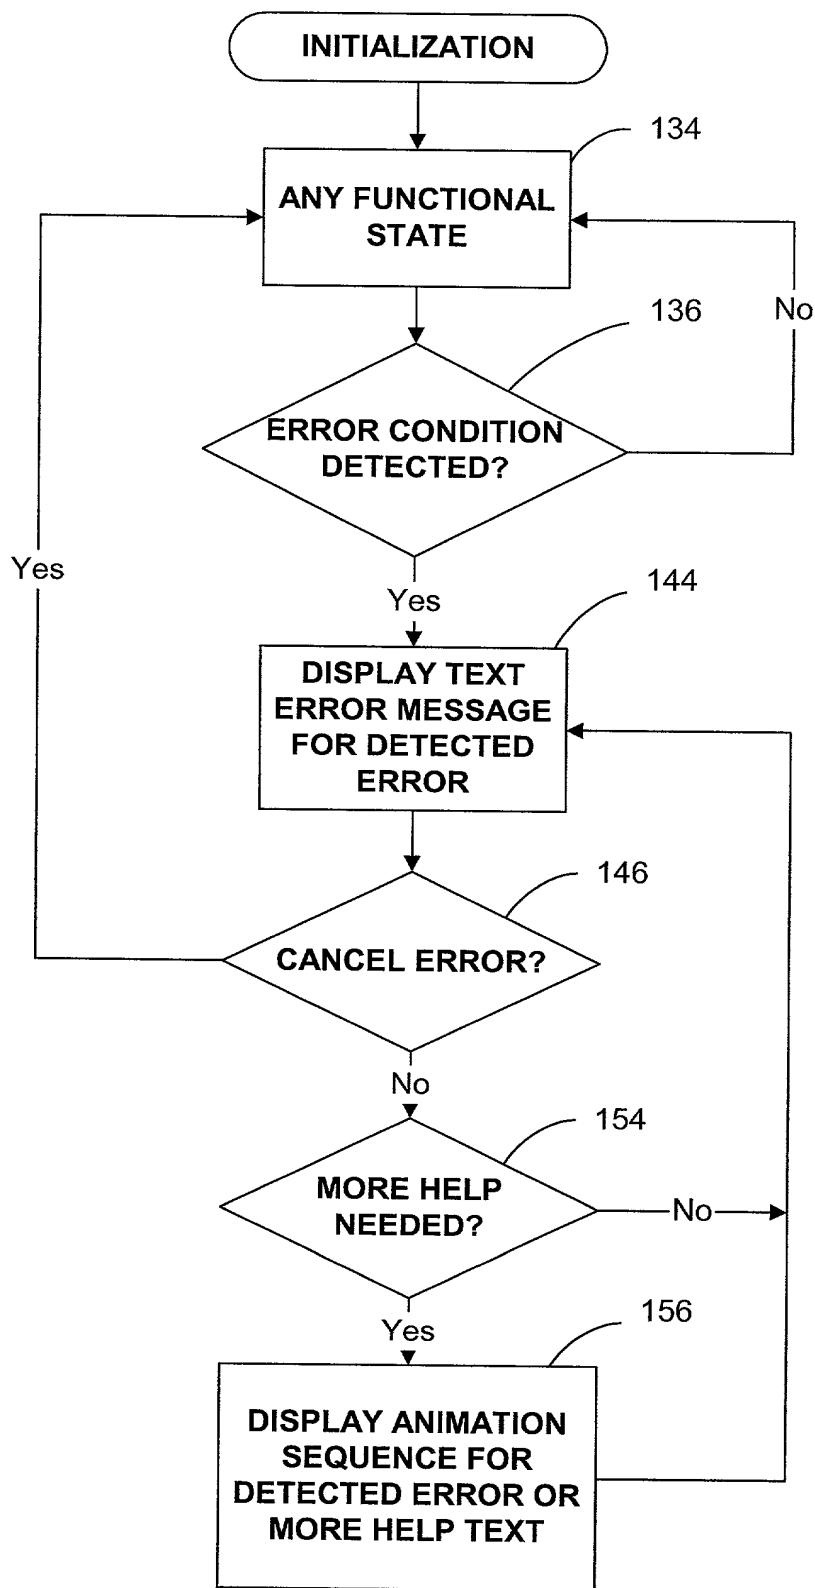 INITIALIZATION
134
ANY FUNCTIONAL
STATE
No
136
ERROR CONDITION
DETECTED?
Yes
Yes
144
DISPLAY TEXT
ERROR MESSAGE
FOR DETECTED
ERROR
146
CANCEL ERROR?
No
154
MORE HELP
NEEDED?
No
Yes
156
DISPLAY ANIMATION
SEQUENCE FOR
DETECTED ERROR OR
MORE HELP TEXT